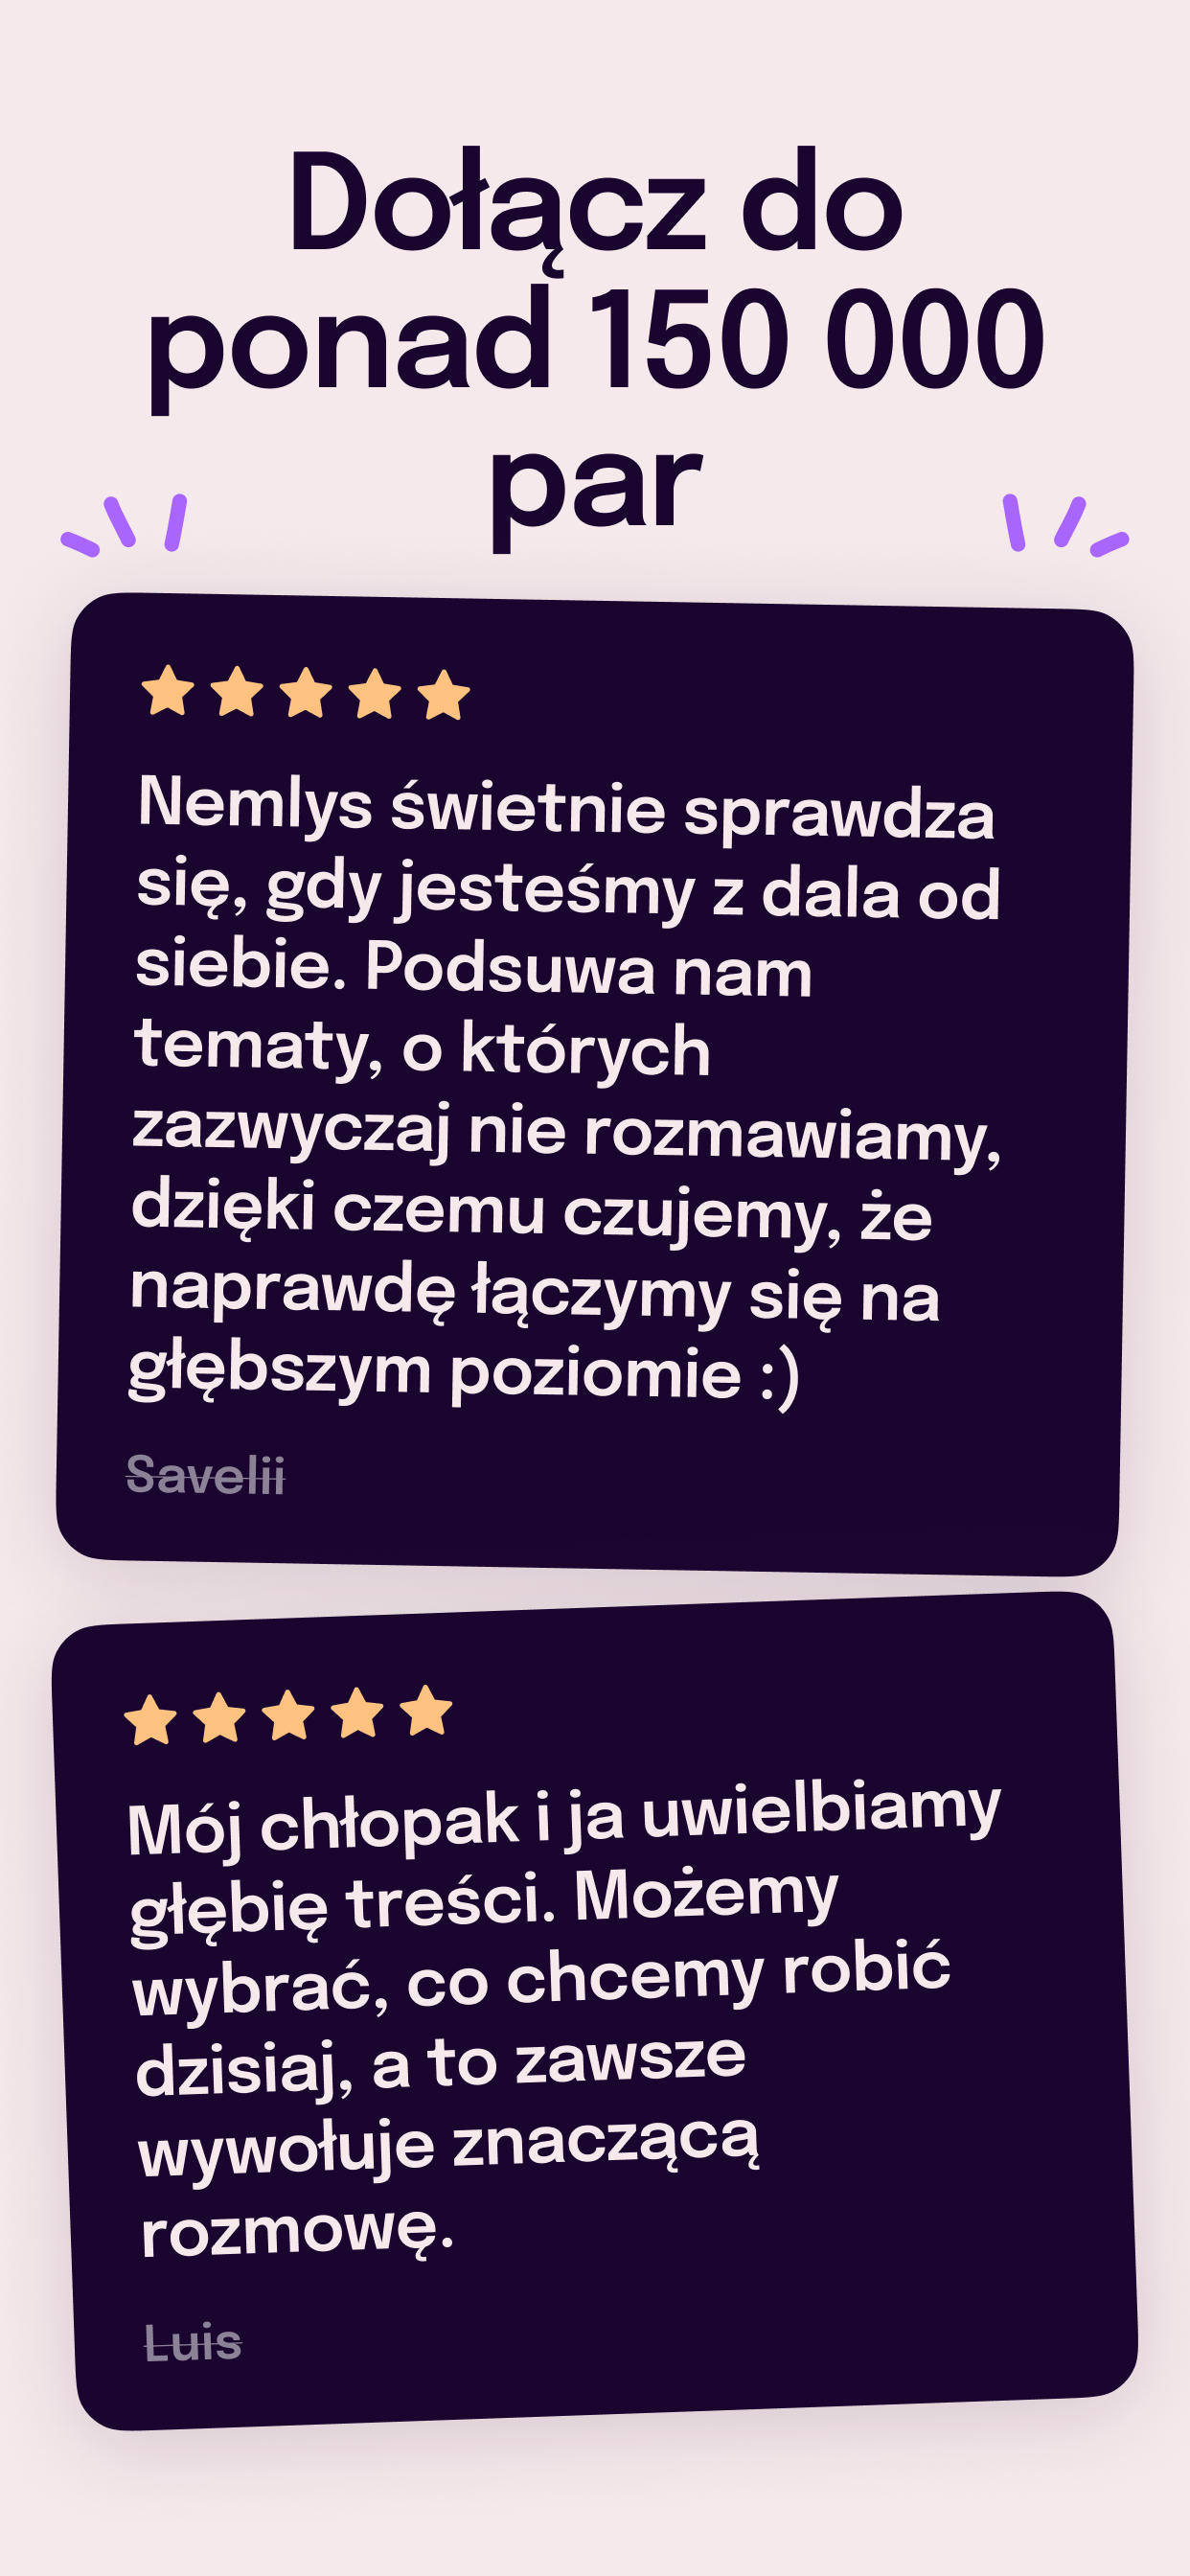 Dołącz do
ponad 150 000
par
Nemlys świetnie sprawdza
się, gdy jesteśmy z dala od
siebie. Podsuwa nam
tematy, o których
zazwyczaj nie rozmawiamy,
dzięki czemu czujemy, że
naprawdę łączymy się na
głębszym poziomie :)
Savelii
Mój chłopak i ja uwielbiamy
głębię treści. Możemy
wybrać, co chcemy robić
dzisiaj, a to zawsze
wywołuje znaczącą
rozmowę.
Luis